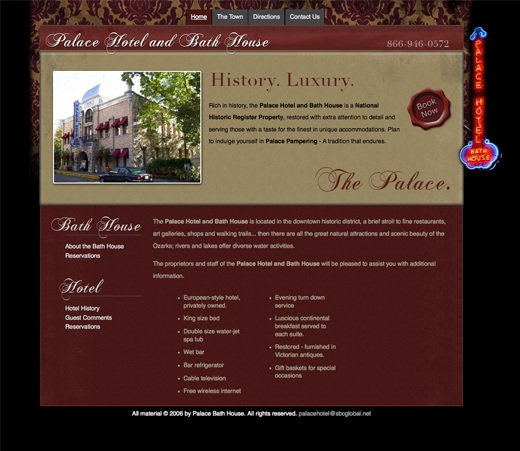 Home The Town Directions Contact Us
Palace Hotel and Bath House 866-946-0572
PALACE HOTEL
BATH
HOUSE
History. Luxury.
Rich in history, the Palace Hotel and Bath House is a National
Historic Register Property, restored with extra attention to detail and
serving those with a taste for the finest in unique accommodations. Plan
to indulge yourself in Palace Pampering - A tradition that endures.
Book
Now
The Palace.
Bath House
About the Bath House
Reservations
Hotel
Hotel History
Guest Comments
Reservations
The Palace Hotel and Bath House is located in the downtown historic district, a brief stroll to fine restaurants,
art galleries, shops and walking trails... then there are all the great natural attractions and scenic beauty of the
Ozarks; rivers and lakes offer diverse water activities.
The proprietors and staff of the Palace Hotel and Bath House will be pleased to assist you with additional
information.
European-style hotel,
privately owned.
King size bed
Double size water-jet
spa tub
Wet bar
Bar refrigerator
Cable television
Free wireless internet
Evening turn down
service
Luscious continental
breakfast served to
each suite.
Restored - furnished in
Victorian antiques.
Gift baskets for special
occasions
All material © 2006 by Palace Bath House. All rights reserved. palacehotel@sbcglobal.net